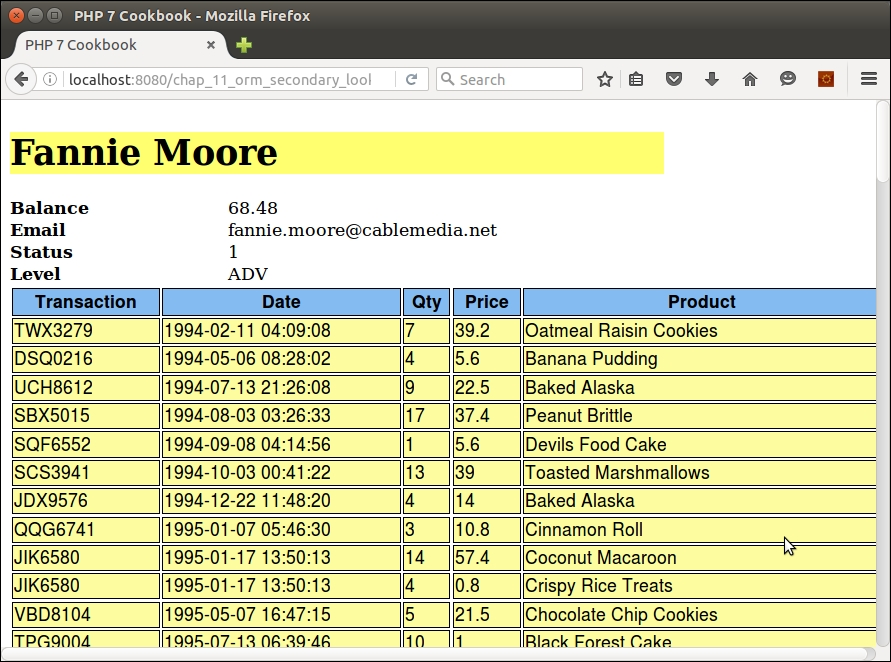 PHP 7 Cookbook - Mozilla Firefox
PHP 7 Cookbook
localhost:8080/chap_11_orm_secondary_lool
Search
Fannie Moore
Balance 68.48
Email fannie.moore@cablemedia.net
Status 1
Level ADV
Transaction Date Qty Price Product
TWX3279 1994-02-11 04:09:08 7 39.2 Oatmeal Raisin Cookies
DSQ0216 1994-05-06 08:28:02 4 5.6 Banana Pudding
UCH8612 1994-07-13 21:26:08 9 22.5 Baked Alaska
SBX5015 1994-08-03 03:26:33 17 37.4 Peanut Brittle
SQF6552 1994-09-08 04:14:56 1 5.6 Devils Food Cake
SCS3941 1994-10-03 00:41:22 13 39 Toasted Marshmallows
JDX9576 1994-12-22 11:48:20 4 14 Baked Alaska
QQG6741 1995-01-07 05:46:30 3 10.8 Cinnamon Roll
JIK6580 1995-01-17 13:50:13 14 57.4 Coconut Macaroon
JIK6580 1995-01-17 13:50:13 4 0.8 Crispy Rice Treats
VBD8104 1995-05-07 16:47:15 5 21.5 Chocolate Chip Cookies
TPG9004 1995-07-13 06:39:46 10 1 Black Forest Cake